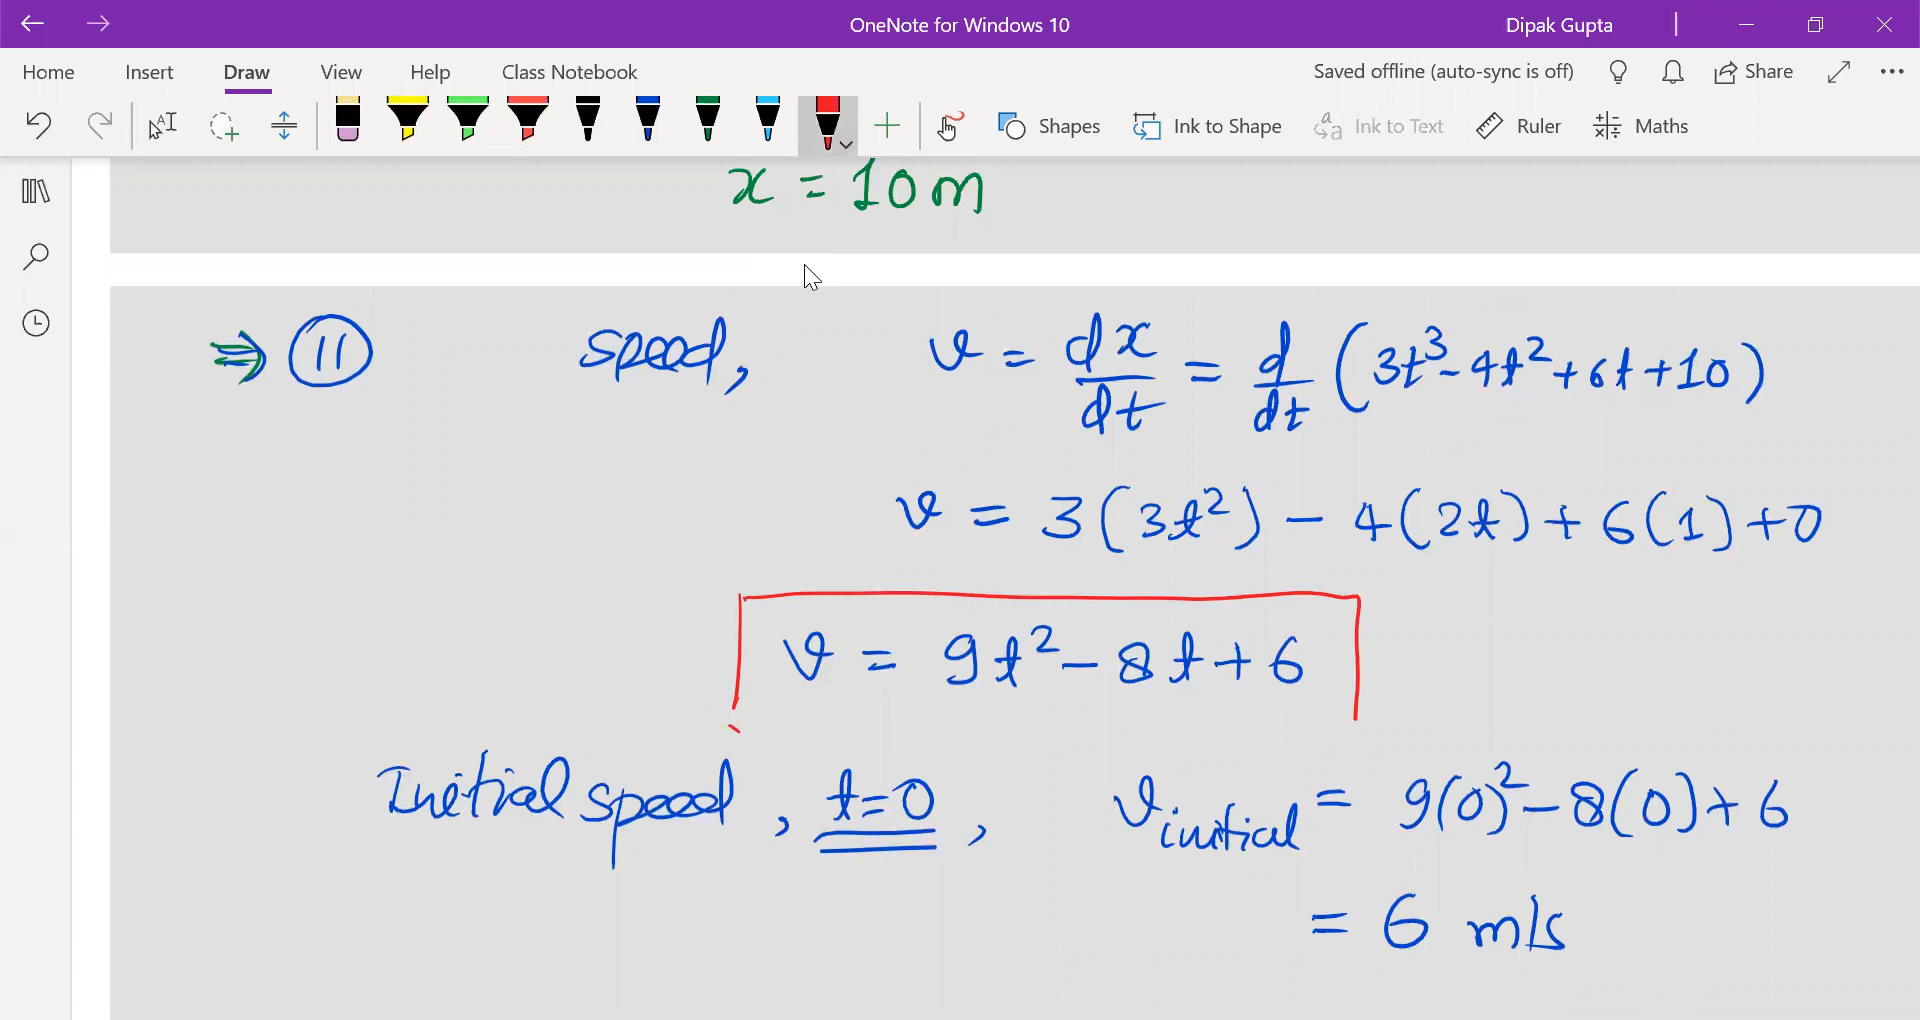 OneNote for Windows 10
Dipak Gupta
Home Insert Draw View Help Class Notebook
Saved offline (auto-sync is off) Share
Shapes Ink to Shape Ink to Text Ruler Maths
x = 10 m
⇒ (11) speed, v = dx/dt = d/dt (3t³ - 4t² + 6t + 10)
v = 3(3t²) - 4(2t) + 6(1) + 0
v = 9t² - 8t + 6
Initial speed, t=0, v initial = 9(0)² - 8(0) + 6
= 6 m/s